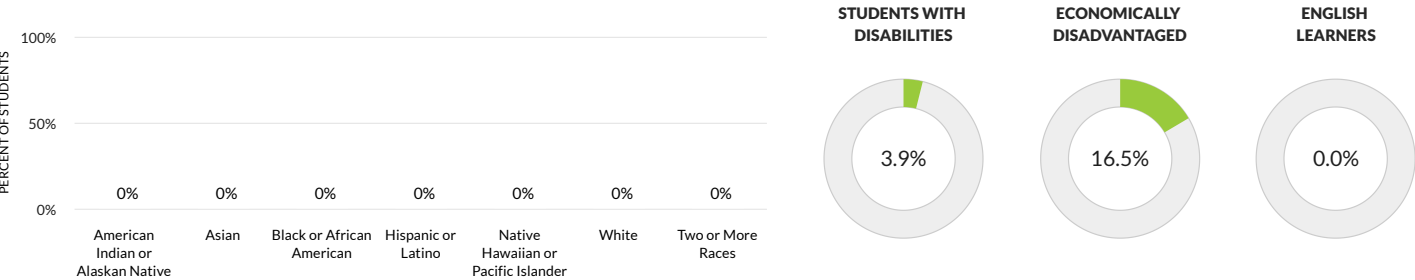 PERCENT OF STUDENTS
100%
50%
0%
0%
0%
0%
0%
0%
0%
0%
American
Indian or
Alaskan Native
Asian
Black or African
American
Hispanic or
Latino
Native
Hawaiian or
Pacific Islander
White
Two or More
Races
STUDENTS WITH
DISABILITIES
3.9%
ECONOMICALLY
DISADVANTAGED
16.5%
ENGLISH
LEARNERS
0.0%